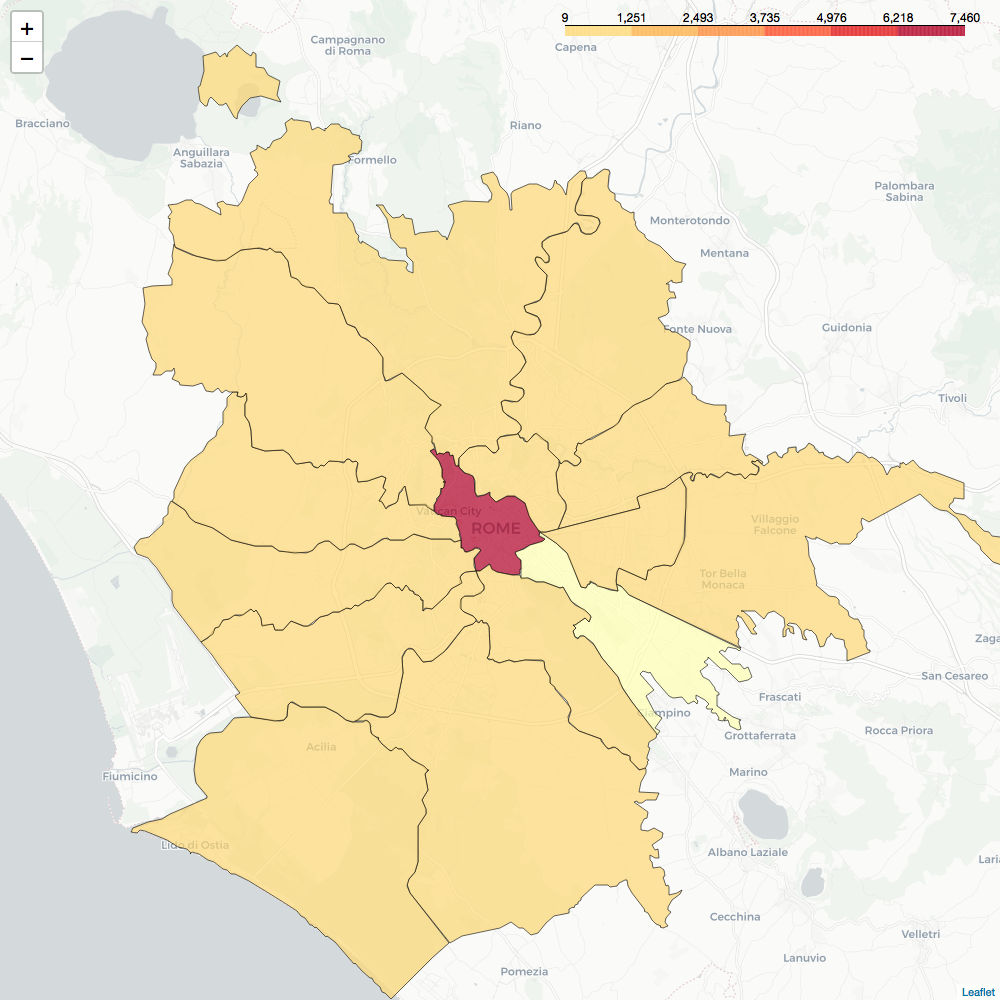 +
−
9 1,251 2,493 3,735 4,976 6,218 7,460
Campagnano
di Roma
Capena
Bracciano
Riano
Anguillara
Sabazia
Formello
Palombara
Sabina
Monterotondo
Mentana
Fonte Nuova
Guidonia
Tivoli
Vatican City
ROME
Villaggio
Falcone
Tor Bella
Monaca
Zaga
San Cesareo
Frascati
Ciampino
Grottaferrata
Rocca Priora
Acilia
Fiumicino
Marino
Lido di Ostia
Albano Laziale
Laria
Cecchina
Velletri
Lanuvio
Pomezia
Leaflet